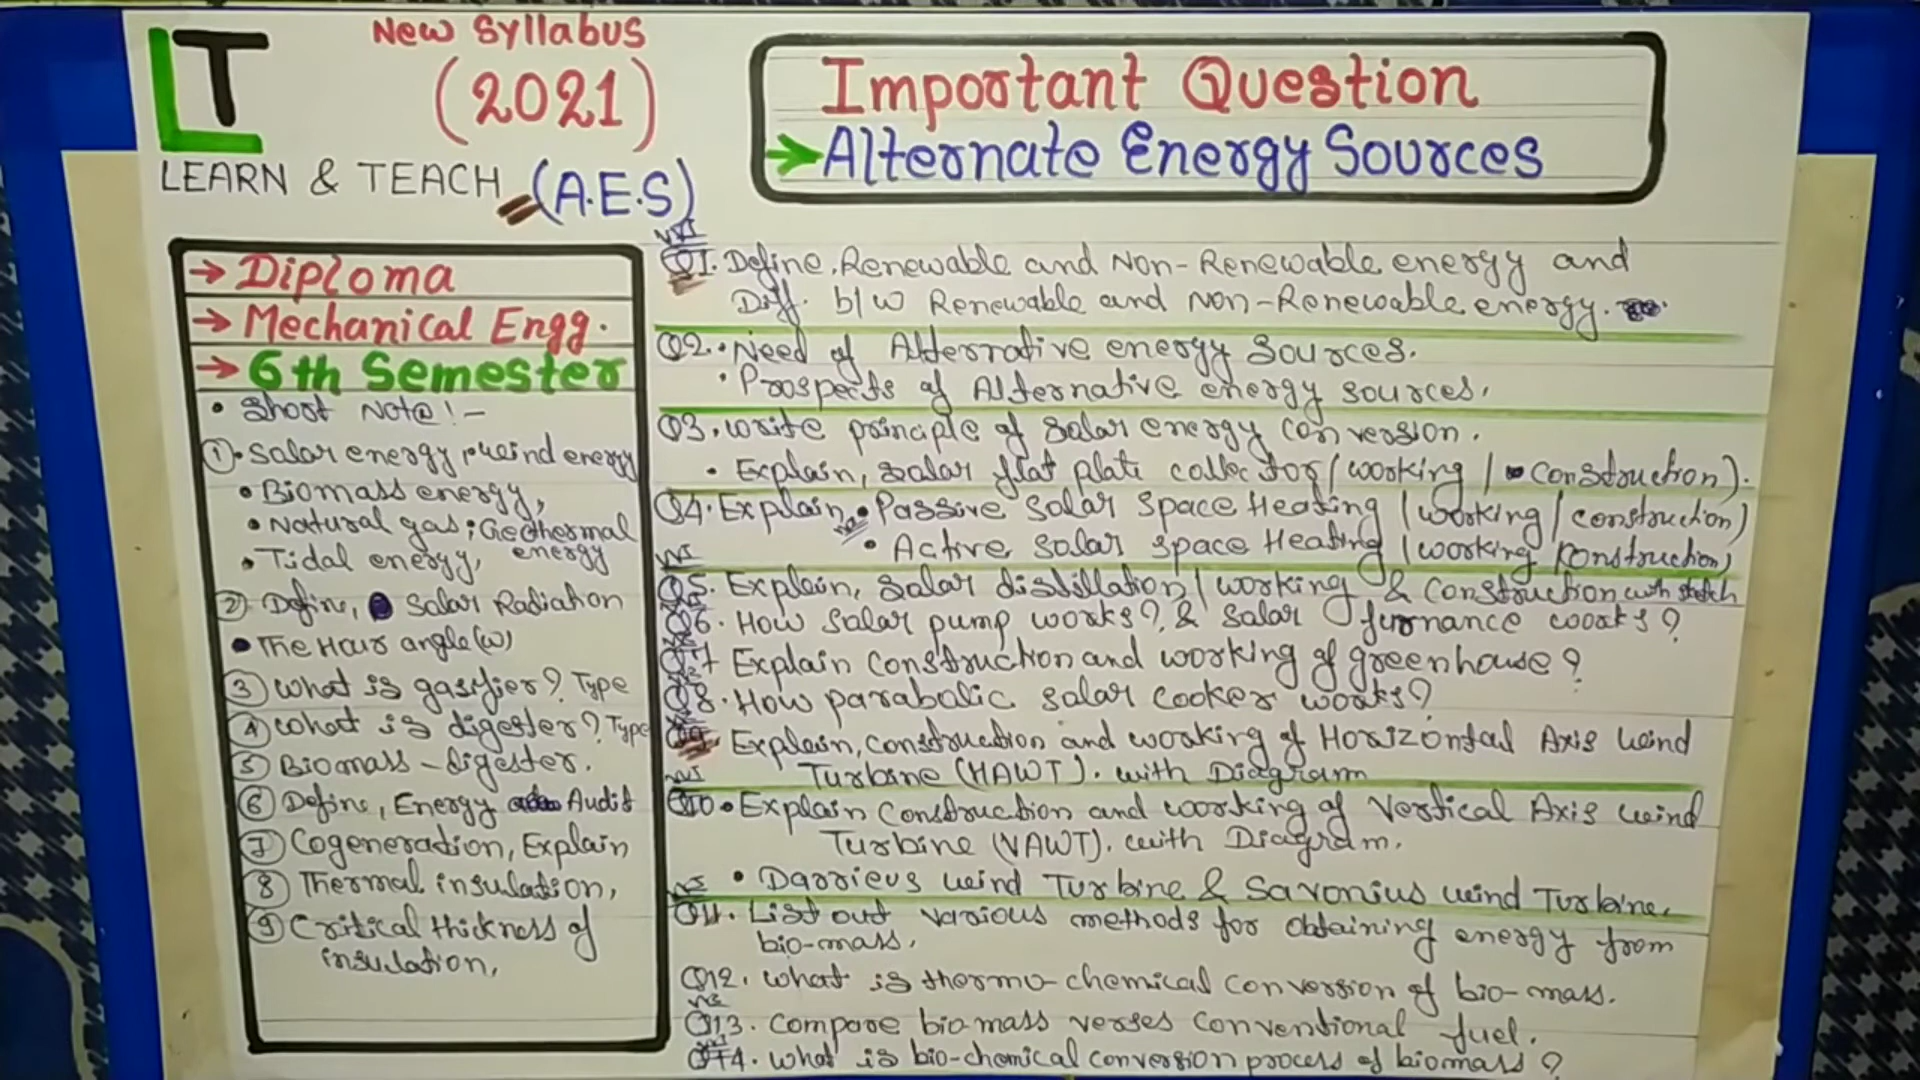 LT
LEARN & TEACH
New Syllabus
(2021)
(A.E.S)
Important Question
→Alternate Energy Sources
→ Diploma
→ Mechanical Engg.
→ 6th Semester
• Short Note! -
① • Solar energy, wind energy
• Biomass energy,
• Natural gas; Geothermal energy
• Tidal energy,
② Define, Solar Radiation
• The Hour angle (ω)
③ What is gasifier? Type
④ What is digester? Type
⑤ Biomass - digester.
⑥ Define, Energy Audit
⑦ Cogeneration, Explain
⑧ Thermal insulation,
⑨ Critical thickness of
insulation,
VVI
Q1. Define, Renewable and Non-Renewable energy and
Diff. b/w Renewable and Non-Renewable energy.
Q2. • Need of Alternative energy sources.
• Prospects of Alternative energy sources.
Q3. Write principle of Solar energy conversion.
• Explain, Solar flat plate collector/working/construction).
Q4. Explain • Passive Solar Space Heating (working/construction)
• Active Solar Space Heating (working construction)
VVI
Q5. Explain, Solar distillation/working & construction with sketch
Q6. How solar pump works?, & Solar furnance works?
Q7 Explain construction and working of greenhouse?
Q8. How parabalic solar cooker works?
Q9. Explain, construction and working of Horizontal Axis wind
Turbine (HAWT). with Diagram
VVI
Q10 • Explain Construction and working of Vertical Axis wind
Turbine (VAWT). with Diagram.
• Darrieus wind Turbine & Savonius wind Turbine.
Q11. List out various methods for obtaining energy from
bio-mass.
Q12. What is thermo-chemical conversion of bio-mass.
Q13. Compare biomass verses conventional fuel.
Q14. What is bio-chemical conversion process of biomass?